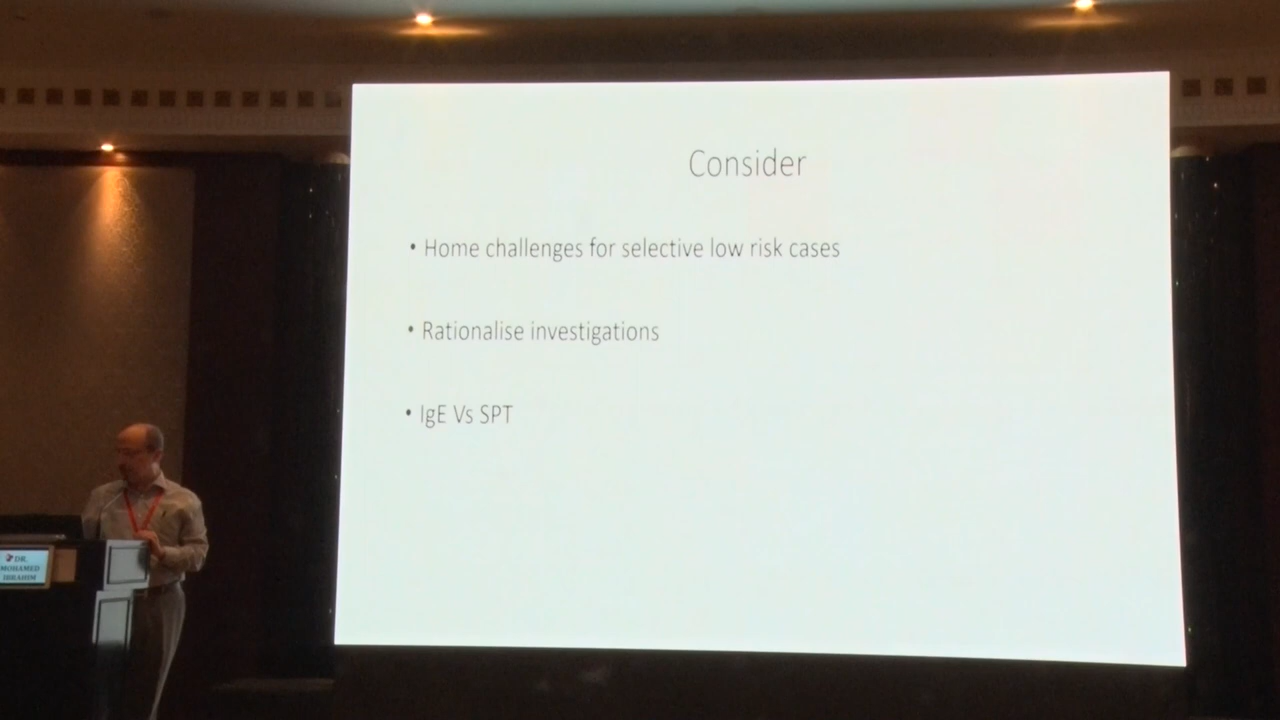 Consider
• Home challenges for selective low risk cases
• Rationalise investigations
• IgE Vs SPT
DR.
MOHAMED
IBRAHIM